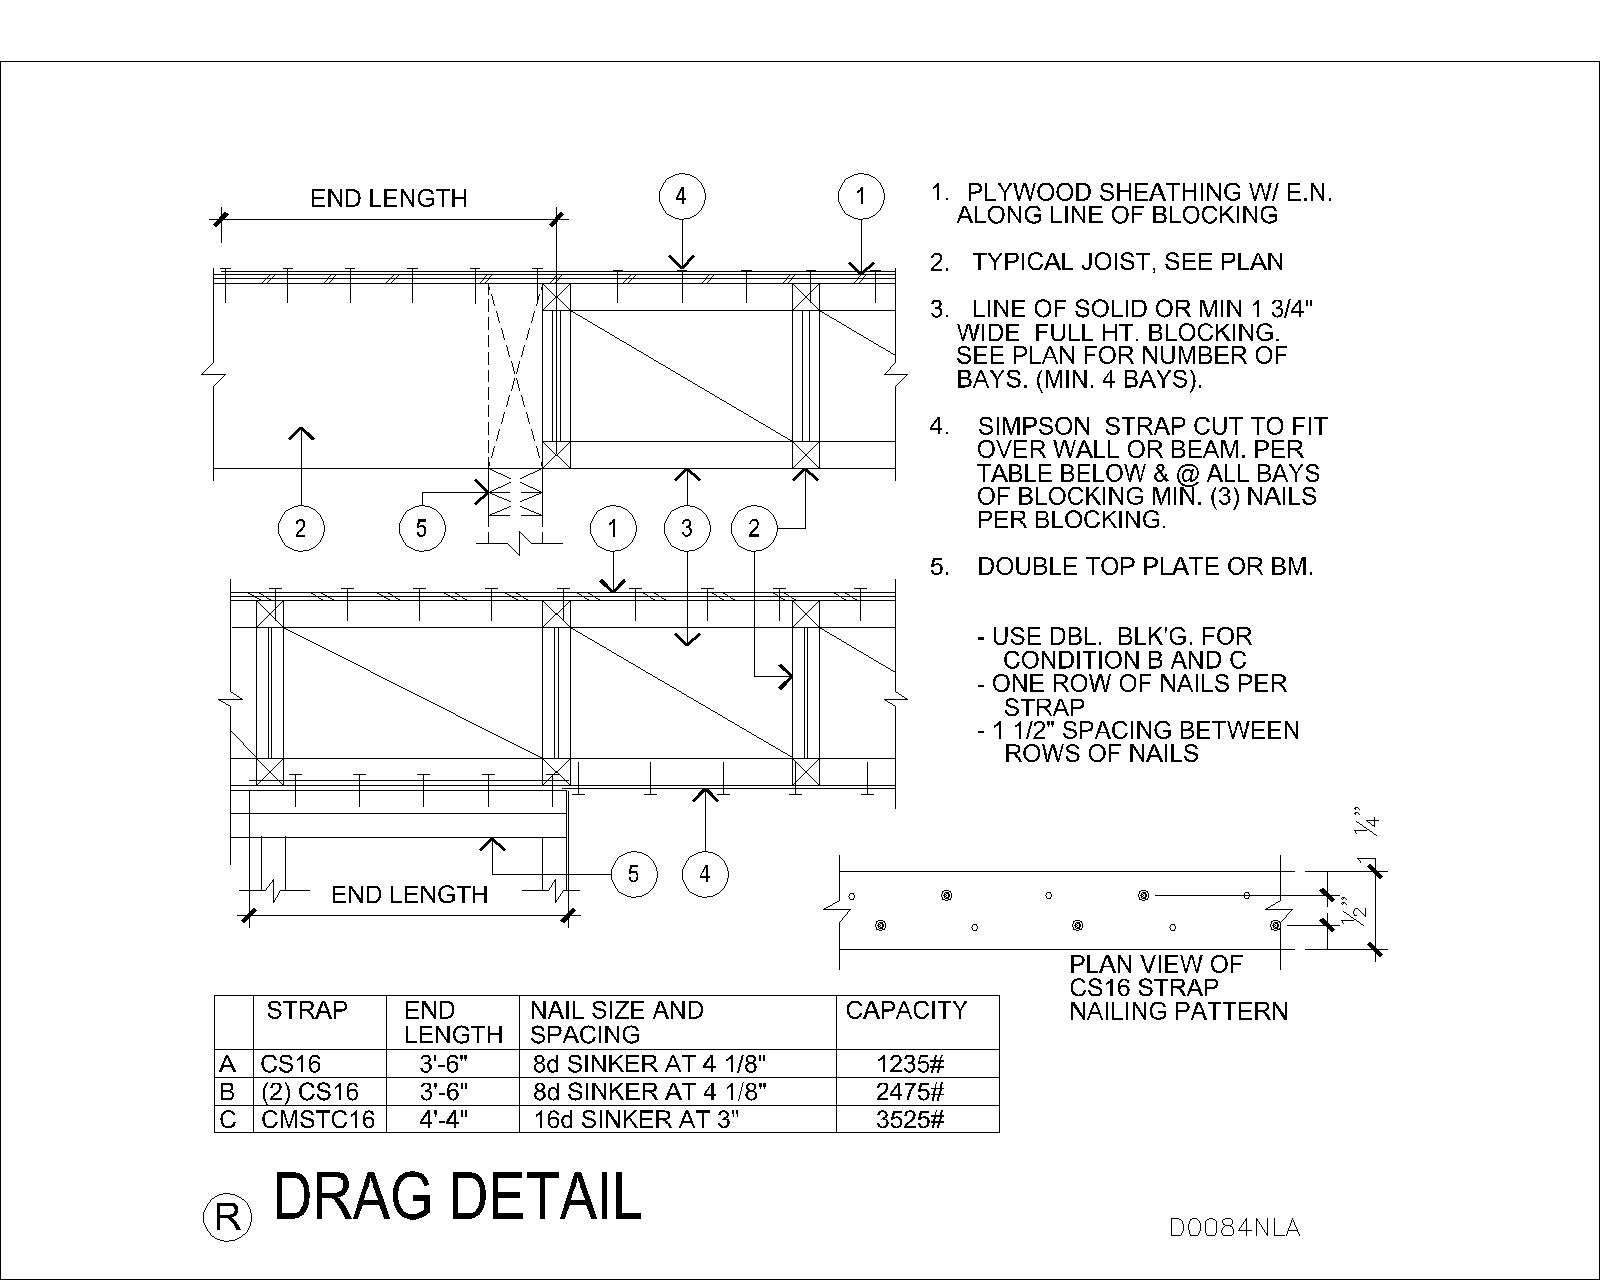 END LENGTH
4
1
1. PLYWOOD SHEATHING W/ E.N.
ALONG LINE OF BLOCKING
2. TYPICAL JOIST, SEE PLAN
3. LINE OF SOLID OR MIN 1 3/4"
WIDE FULL HT. BLOCKING.
SEE PLAN FOR NUMBER OF
BAYS. (MIN. 4 BAYS).
4. SIMPSON STRAP CUT TO FIT
OVER WALL OR BEAM. PER
TABLE BELOW & @ ALL BAYS
OF BLOCKING MIN. (3) NAILS
PER BLOCKING.
5. DOUBLE TOP PLATE OR BM.
- USE DBL. BLK'G. FOR
CONDITION B AND C
- ONE ROW OF NAILS PER
STRAP
- 1 1/2" SPACING BETWEEN
ROWS OF NAILS
2
5
1
3
2
5
4
END LENGTH
1 1/4"
1/2"
PLAN VIEW OF
CS16 STRAP
NAILING PATTERN
STRAP END LENGTH NAIL SIZE AND SPACING CAPACITY
A CS16 3'-6" 8d SINKER AT 4 1/8" 1235#
B (2) CS16 3'-6" 8d SINKER AT 4 1/8" 2475#
C CMSTC16 4'-4" 16d SINKER AT 3" 3525#
R DRAG DETAIL
D0084NLA